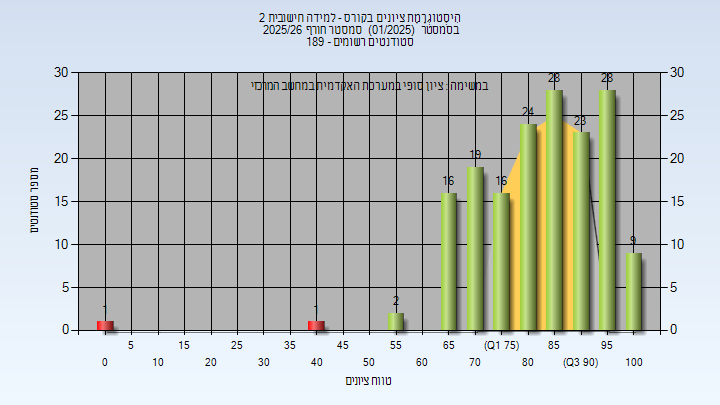 היסטוגרמת ציונים בקורס - למידה חישובית 2
בסמסטר (01/2025) סמסטר חורף 2025/26
סטודנטים רשומים - 189
במשימה: ציון סופי במערכת האקדמית במחשב המרכזי
מספר סטודנטים
30 30
25 25
20 20
15 15
10 10
5 5
0 0
1 1 2 16 19 16 24 28 23 28 9
5 15 25 35 45 55 65 (Q1 75) 85 95
0 10 20 30 40 50 60 70 80 (Q3 90) 100
טווח ציונים